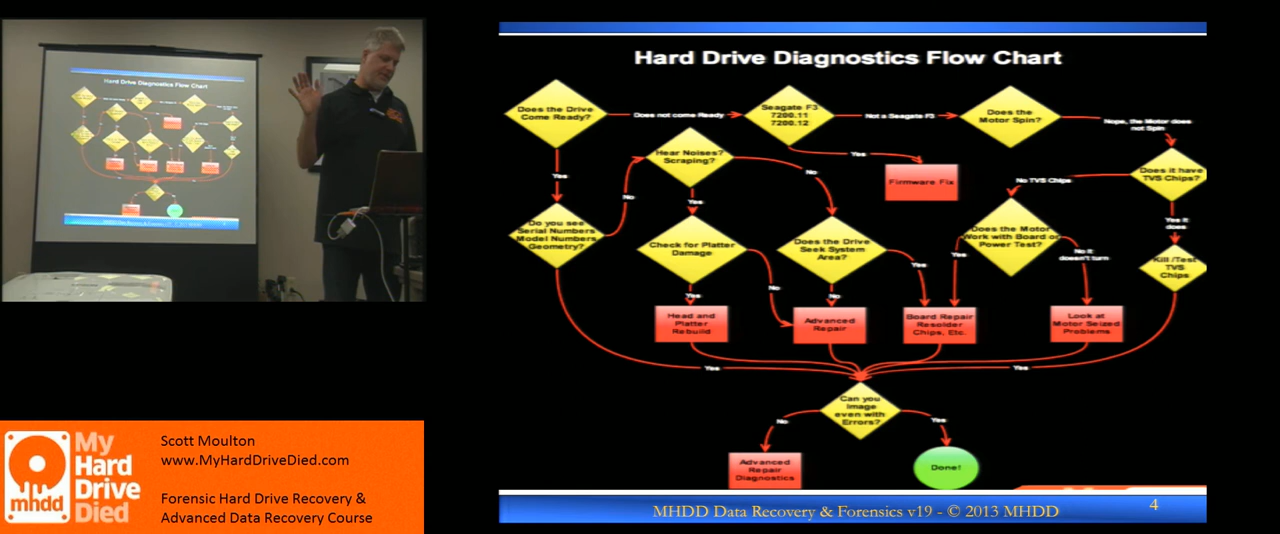 Hard Drive Diagnostics Flow Chart
Hard Drive Diagnostics Flow Chart
Does the Drive
Come Ready?
Does not come Ready
Seagate F3
7200.11
7200.12
Not a Seagate F3
Does the
Motor Spin?
Nope, the Motor does
not Spin
Yes
Hear Noises?
Scraping?
No
Yes
Firmware Fix
Does it have
TVS Chips?
No TVS Chips
Yes it
does
No
Yes
Do you see
Serial Numbers
Model Numbers
Geometry?
Check for Platter
Damage
Does the Drive
Seek System
Area?
Does the Motor
Work with Board on
Power Test?
Kill /Test
TVS
Chips
Yes
No
No
Yes
Yes
No it
doesn't turn
Head and
Platter
Rebuild
Advanced
Repair
Board Repair
Resolder
Chips, Etc.
Look at
Motor Seized
Problems
Yes
Yes
Can you
image
even with
Errors?
No
Yes
Advanced
Repair
Diagnostics
Done!
MHDD Data Recovery & Forensics v19 - © 2013 MHDD
4
My
Hard
Drive
Died
mhdd
Scott Moulton
www.MyHardDriveDied.com
Forensic Hard Drive Recovery &
Advanced Data Recovery Course